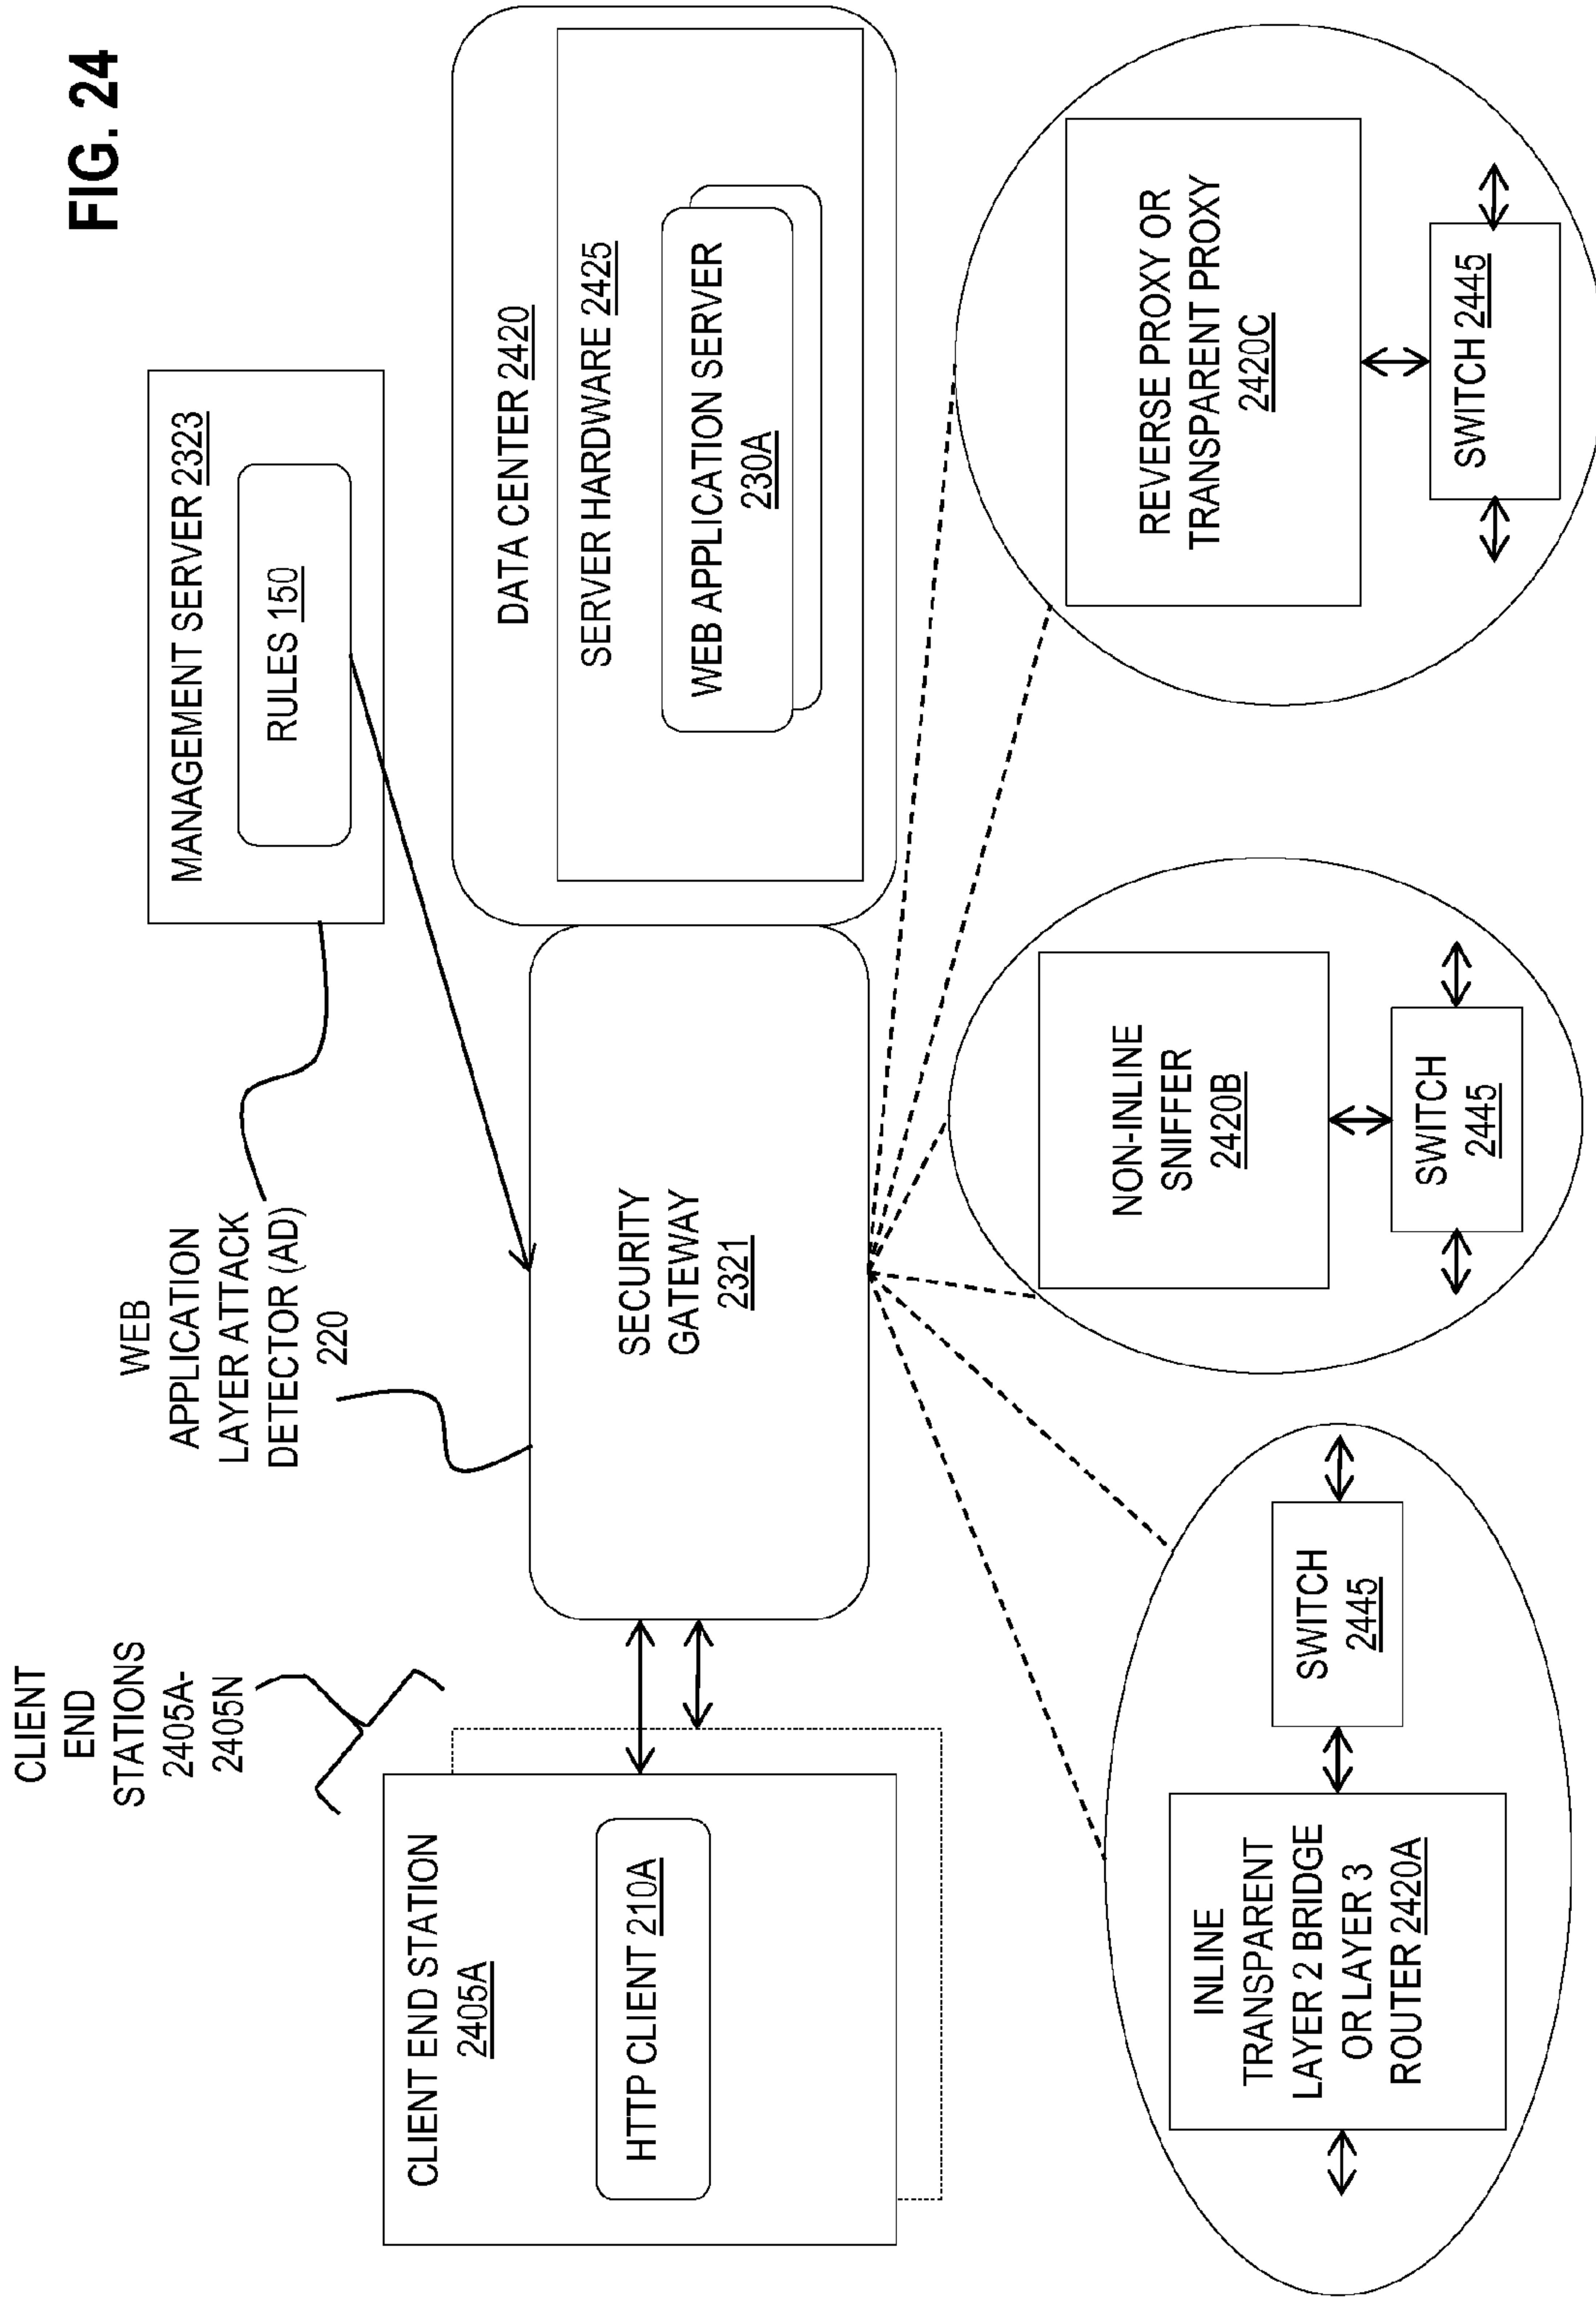 FIG. 24
CLIENT
END
STATIONS
2405A-
2405N
WEB
APPLICATION
LAYER ATTACK
DETECTOR (AD)
220
MANAGEMENT SERVER 2323
RULES 150
CLIENT END STATION
2405A
HTTP CLIENT 210A
SECURITY
GATEWAY
2321
DATA CENTER 2420
SERVER HARDWARE 2425
WEB APPLICATION SERVER
230A
INLINE
TRANSPARENT
LAYER 2 BRIDGE
OR LAYER 3
ROUTER 2420A
SWITCH
2445
NON-INLINE
SNIFFER
2420B
SWITCH
2445
REVERSE PROXY OR
TRANSPARENT PROXY
2420C
SWITCH 2445